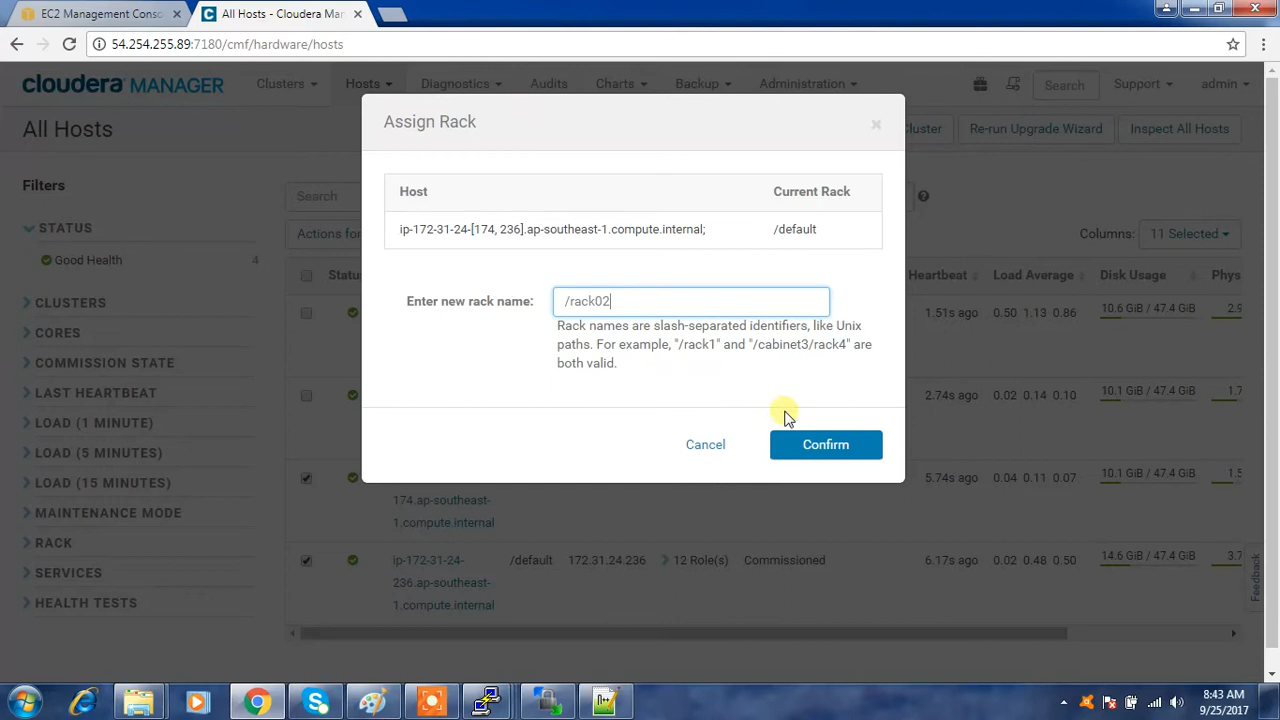 EC2 Management Conso
All Hosts - Cloudera Man
54.254.255.89:7180/cmf/hardware/hosts
cloudera MANAGER
Clusters
Hosts
Diagnostics
Audits
Charts
Backup
Administration
Search
Support
admin
All Hosts
Cluster
Re-run Upgrade Wizard
Inspect All Hosts
Assign Rack
Host
Current Rack
ip-172-31-24-[174, 236].ap-southeast-1.compute.internal;
/default
Enter new rack name:
/rack02
Rack names are slash-separated identifiers, like Unix
paths. For example, "/rack1" and "/cabinet3/rack4" are
both valid.
Cancel
Confirm
Filters
STATUS
Good Health
4
CLUSTERS
CORES
COMMISSION STATE
LAST HEARTBEAT
LOAD (1 MINUTE)
LOAD (5 MINUTES)
LOAD (15 MINUTES)
MAINTENANCE MODE
RACK
SERVICES
HEALTH TESTS
Search
Actions for
Columns:
11 Selected
Status
Heartbeat
Load Average
Disk Usage
Phys
1.51s ago
0.50 1.13 0.86
10.6 GiB / 47.4 GiB
2.9
2.74s ago
0.02 0.14 0.10
10.1 GiB / 47.4 GiB
1.7
5.74s ago
0.04 0.11 0.07
10.1 GiB / 47.4 GiB
1.5
174.ap-southeast-
1.compute.internal
ip-172-31-24-
236.ap-southeast-
1.compute.internal
/default
172.31.24.236
12 Role(s)
Commissioned
6.17s ago
0.02 0.48 0.50
14.6 GiB / 47.4 GiB
3.7
Feedback
8:43 AM
9/25/2017